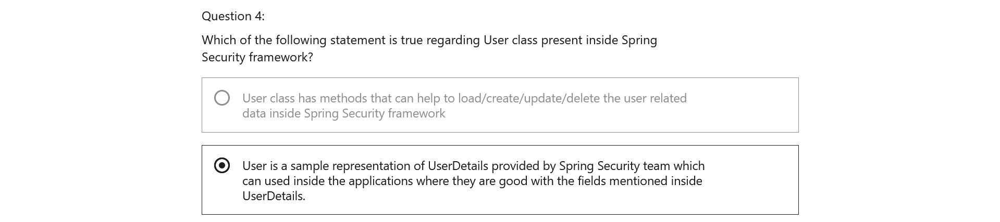 Question 4:
Which of the following statement is true regarding User class present inside Spring
Security framework?
User class has methods that can help to load/create/update/delete the user related
data inside Spring Security framework
User is a sample representation of UserDetails provided by Spring Security team which
can used inside the applications where they are good with the fields mentioned inside
UserDetails.